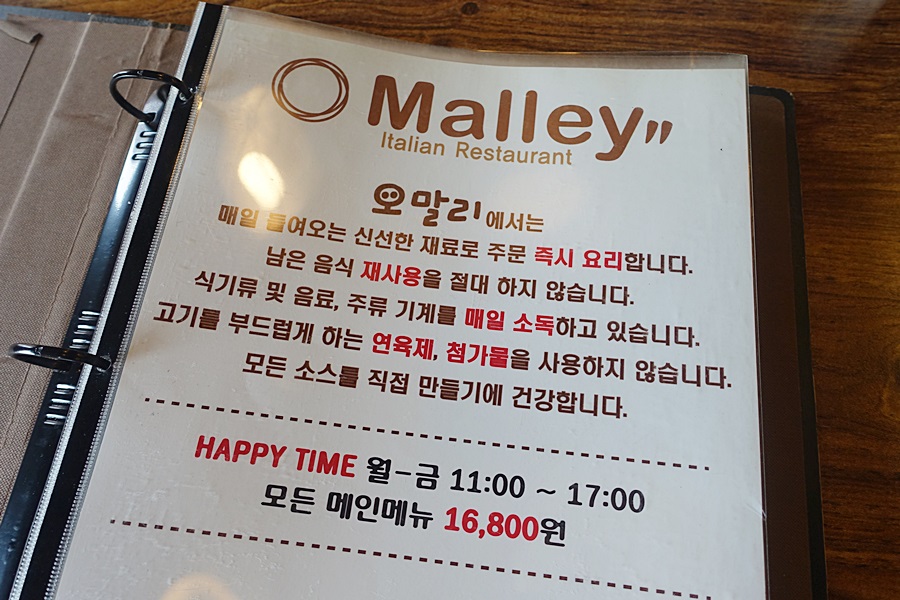 O Malley"
Italian Restaurant
오말리에서는
매일 들여오는 신선한 재료로 주문 즉시 요리합니다.
남은 음식 재사용을 절대 하지 않습니다.
식기류 및 음료, 주류 기계를 매일 소독하고 있습니다.
고기를 부드럽게 하는 연육제, 첨가물을 사용하지 않습니다.
모든 소스를 직접 만들기에 건강합니다.
HAPPY TIME 월-금 11:00 ~ 17:00
모든 메인메뉴 16,800원